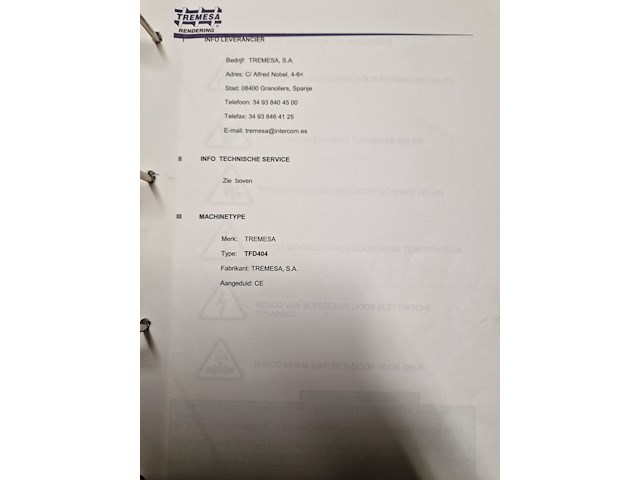 TREMESA
RENDERING
I INFO LEVERANCIER
Bedrijf: TREMESA, S.A.
Adres: C/ Alfred Nobel, 4-6<
Stad: 08400 Granollers, Spanje
Telefoon: 34 93 840 45 00
Telefax: 34 93 846 41 25
E-mail: tremesa@intercom.es
II INFO TECHNISCHE SERVICE
Zie boven
III MACHINETYPE
Merk: TREMESA
Type: TFD404
Fabrikant: TREMESA, S.A.
Aangeduid: CE